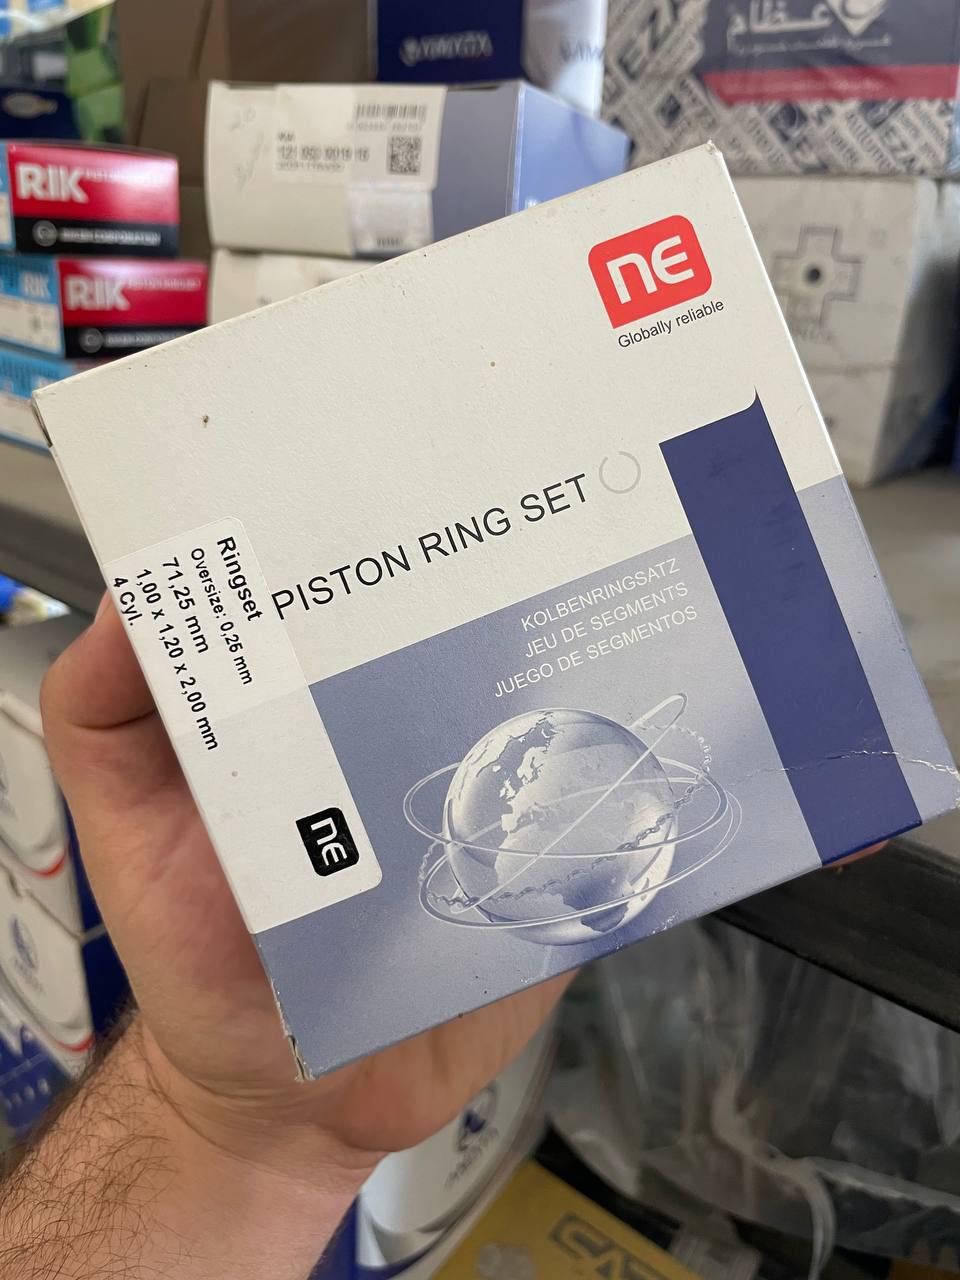 NE
Globally reliable
PISTON RING SET
KOLBENRINGSATZ
JEU DE SEGMENTS
JUEGO DE SEGMENTOS
Ringset
Oversize: 0,25 mm
71,25 mm
1,00 x 1,20 x 2,00 mm
4 Cyl.
NE
RIK
RIK
RIK
عظام